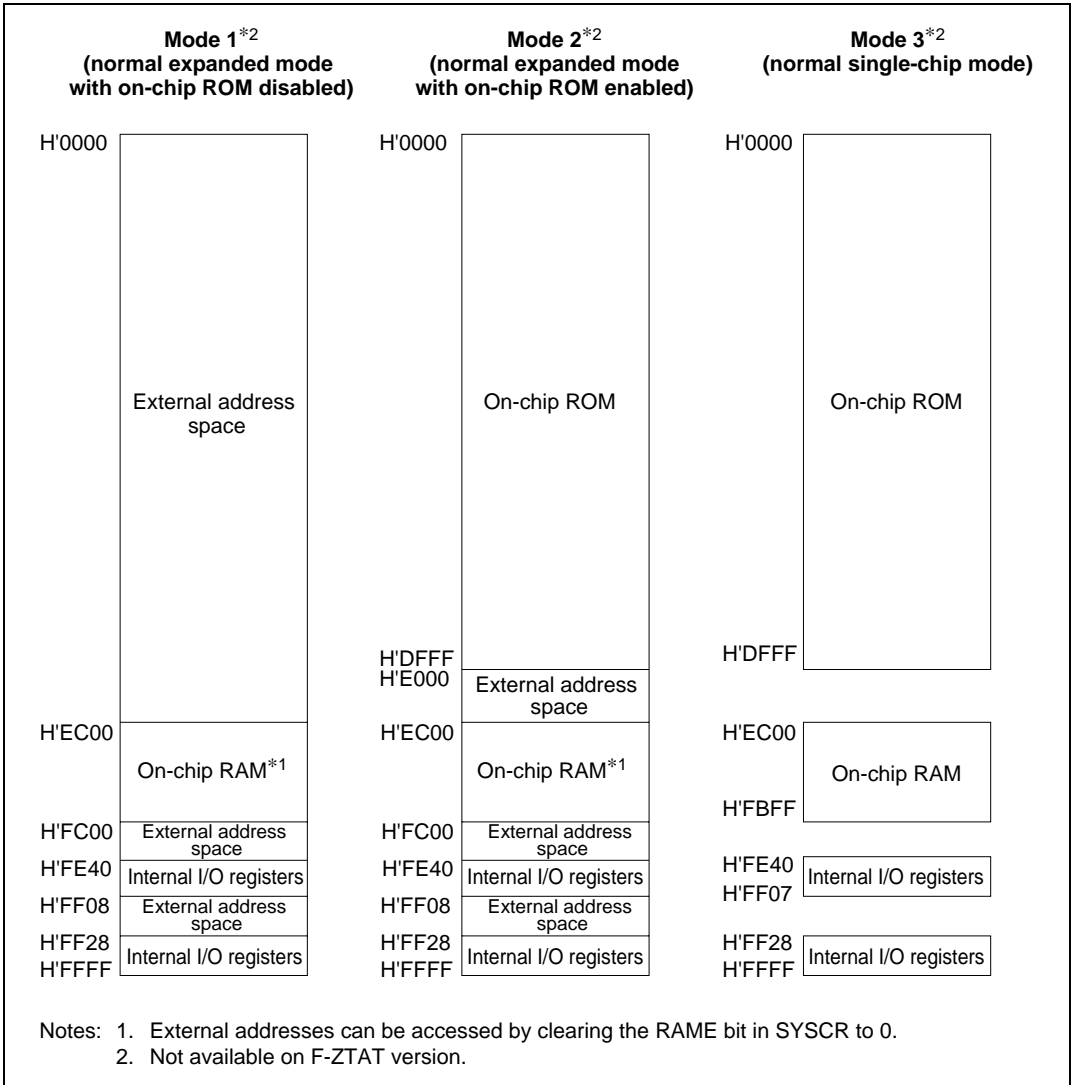 Mode 1*2
(normal expanded mode
with on-chip ROM disabled)
H'0000
External address
space
H'EC00
On-chip RAM*1
H'FC00
External address
space
H'FE40
Internal I/O registers
H'FF08
External address
space
H'FF28
Internal I/O registers
H'FFFF
Mode 2*2
(normal expanded mode
with on-chip ROM enabled)
H'0000
On-chip ROM
H'DFFF
H'E000
External address
space
H'EC00
On-chip RAM*1
H'FC00
External address
space
H'FE40
Internal I/O registers
H'FF08
External address
space
H'FF28
Internal I/O registers
H'FFFF
Mode 3*2
(normal single-chip mode)
H'0000
On-chip ROM
H'DFFF
H'EC00
On-chip RAM
H'FBFF
H'FE40
Internal I/O registers
H'FF07
H'FF28
Internal I/O registers
H'FFFF
Notes: 1. External addresses can be accessed by clearing the RAME bit in SYSCR to 0.
2. Not available on F-ZTAT version.